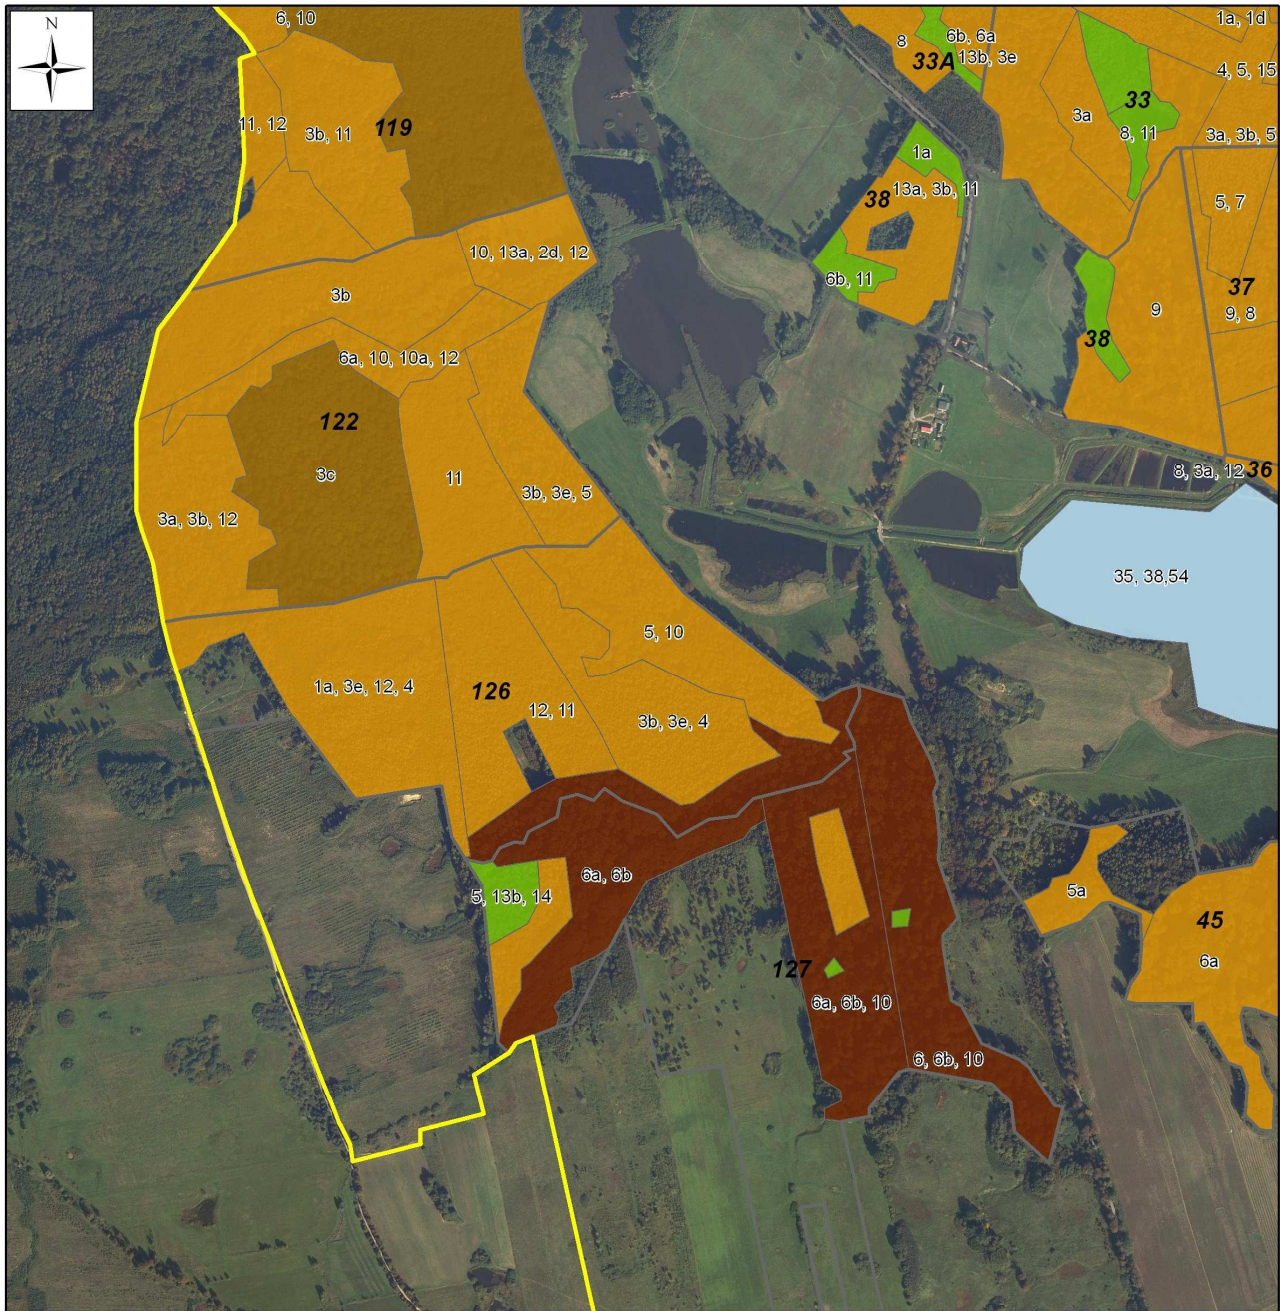 N
6, 10
1a, 1d
8
6b, 6a
33A
13b, 3e
4, 5, 15
33
3a
11, 12
3b, 11
119
8, 11
3a, 3b, 5
1a
38
13a, 3b, 11
5, 7
10, 13a, 2d, 12
6b, 11
37
3b
9
9, 8
38
6a, 10, 10a, 12
122
3c
11
8, 3a, 12
36
3b, 3e, 5
3a, 3b, 12
35, 38,54
5, 10
1a, 3e, 12, 4
126
12, 11
3b, 3e, 4
6a, 6b
5, 13b, 14
5a
45
6a
127
6a, 6b, 10
6, 6b, 10